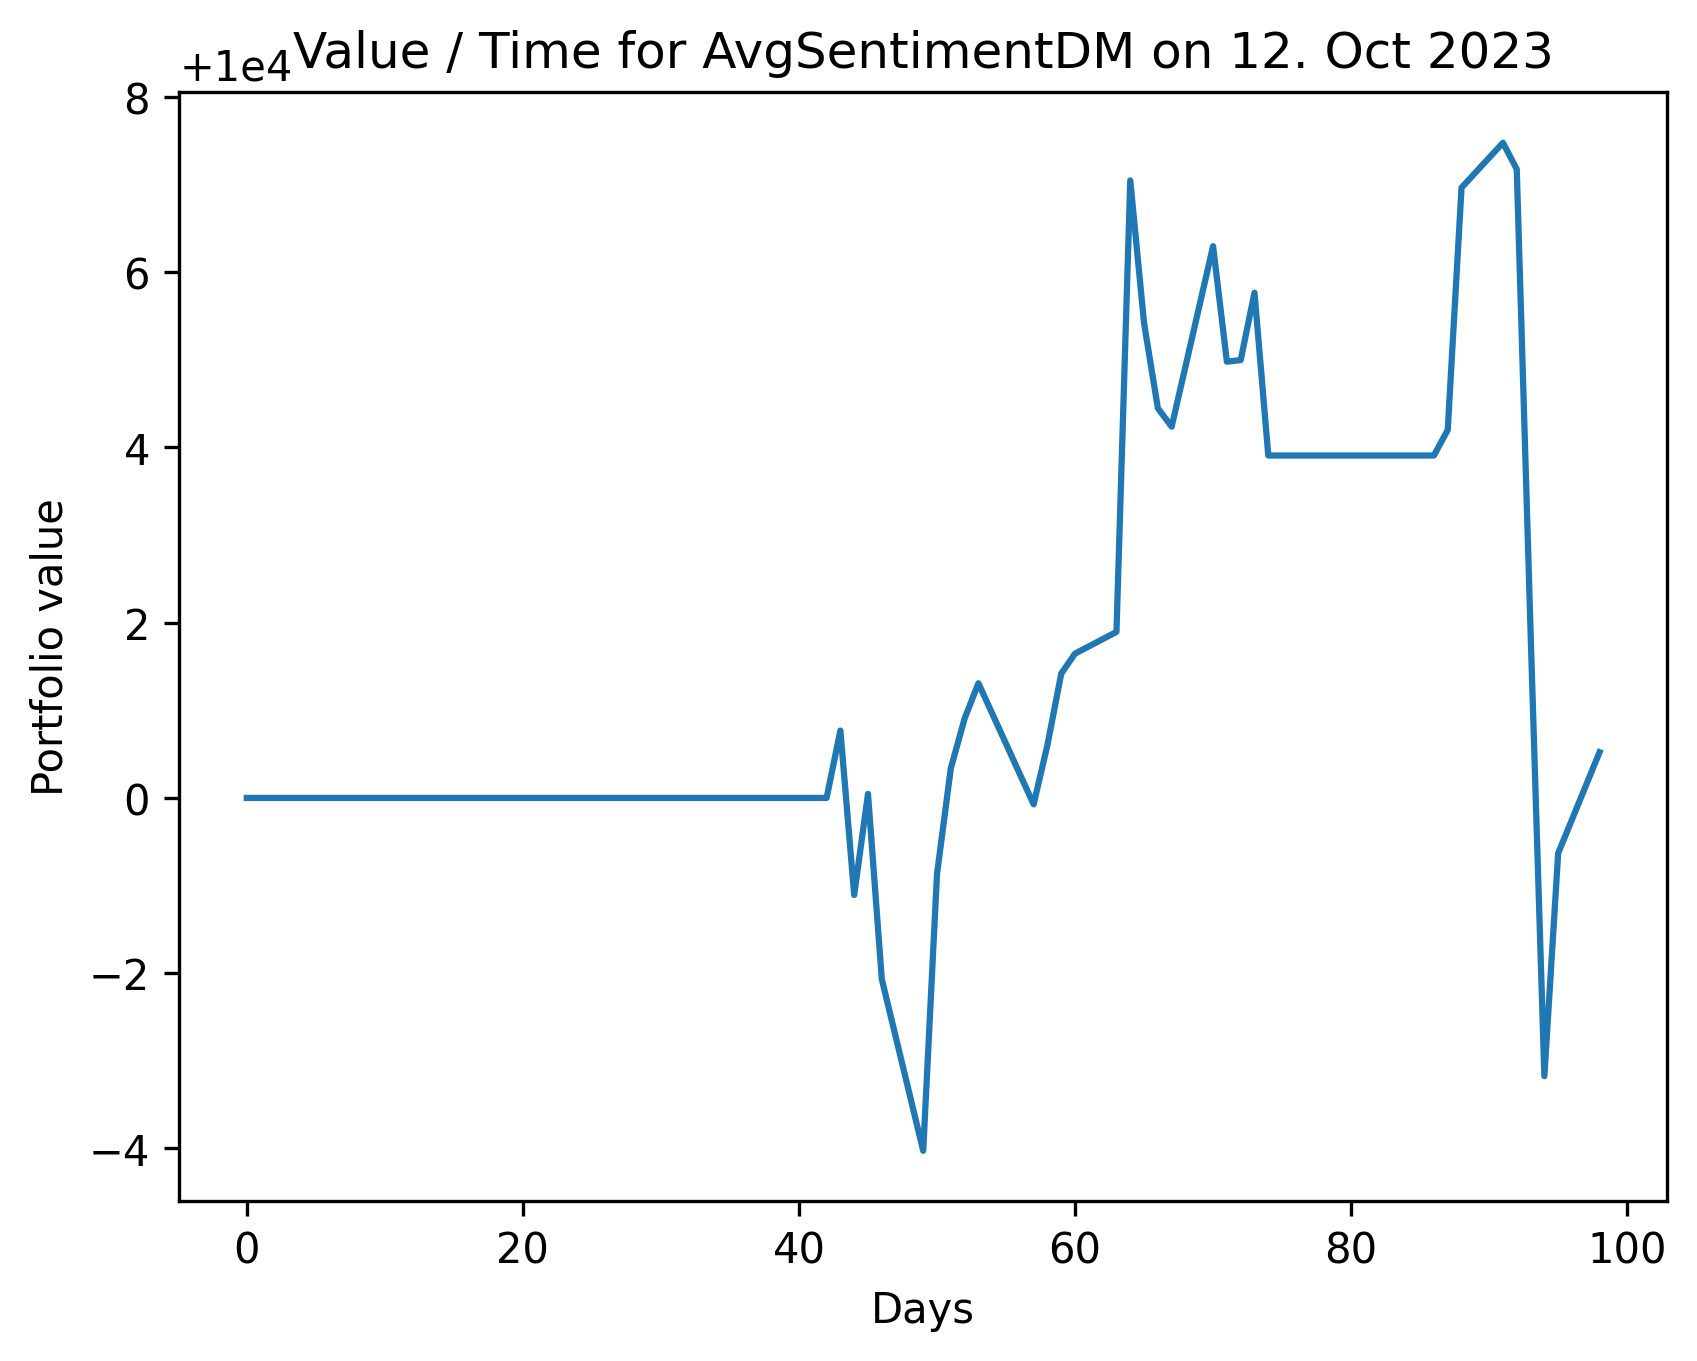 Value / Time for AvgSentimentDM on 12. Oct 2023
+1e4
8
6
4
2
0
−2
−4
Portfolio value
0 20 40 60 80 100
Days